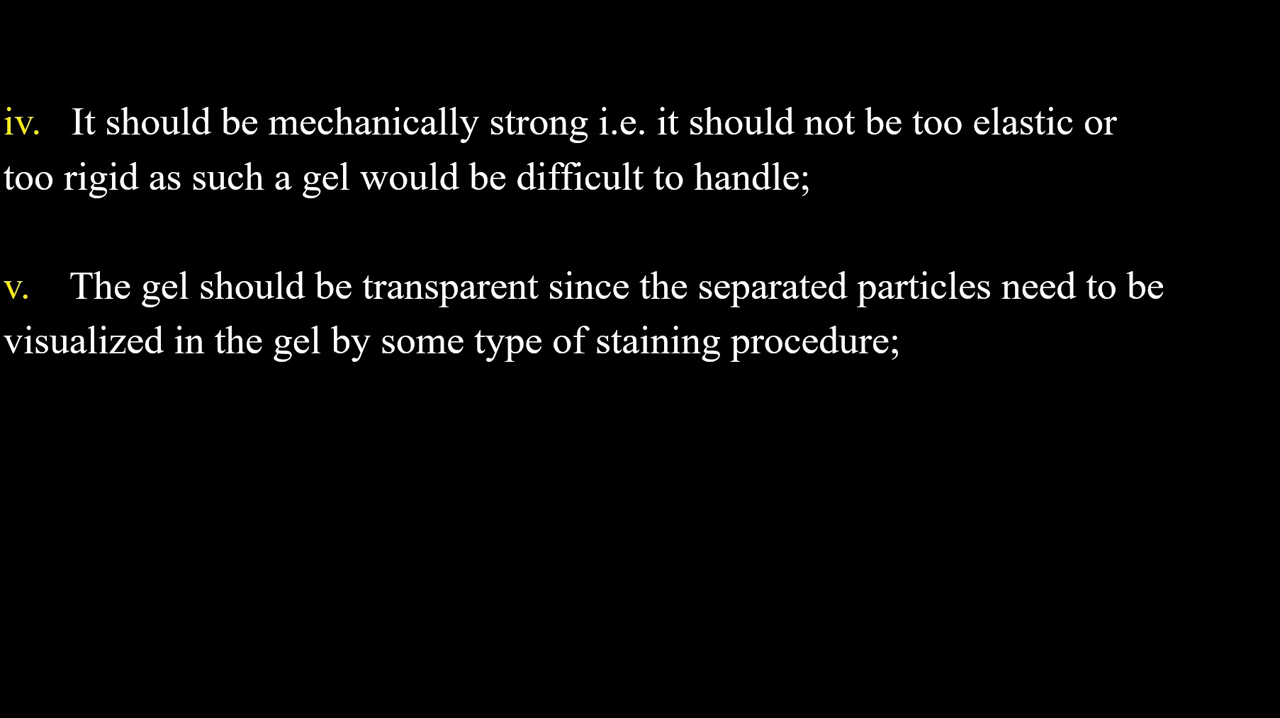 iv. It should be mechanically strong i.e. it should not be too elastic or
too rigid as such a gel would be difficult to handle;
v. The gel should be transparent since the separated particles need to be
visualized in the gel by some type of staining procedure;